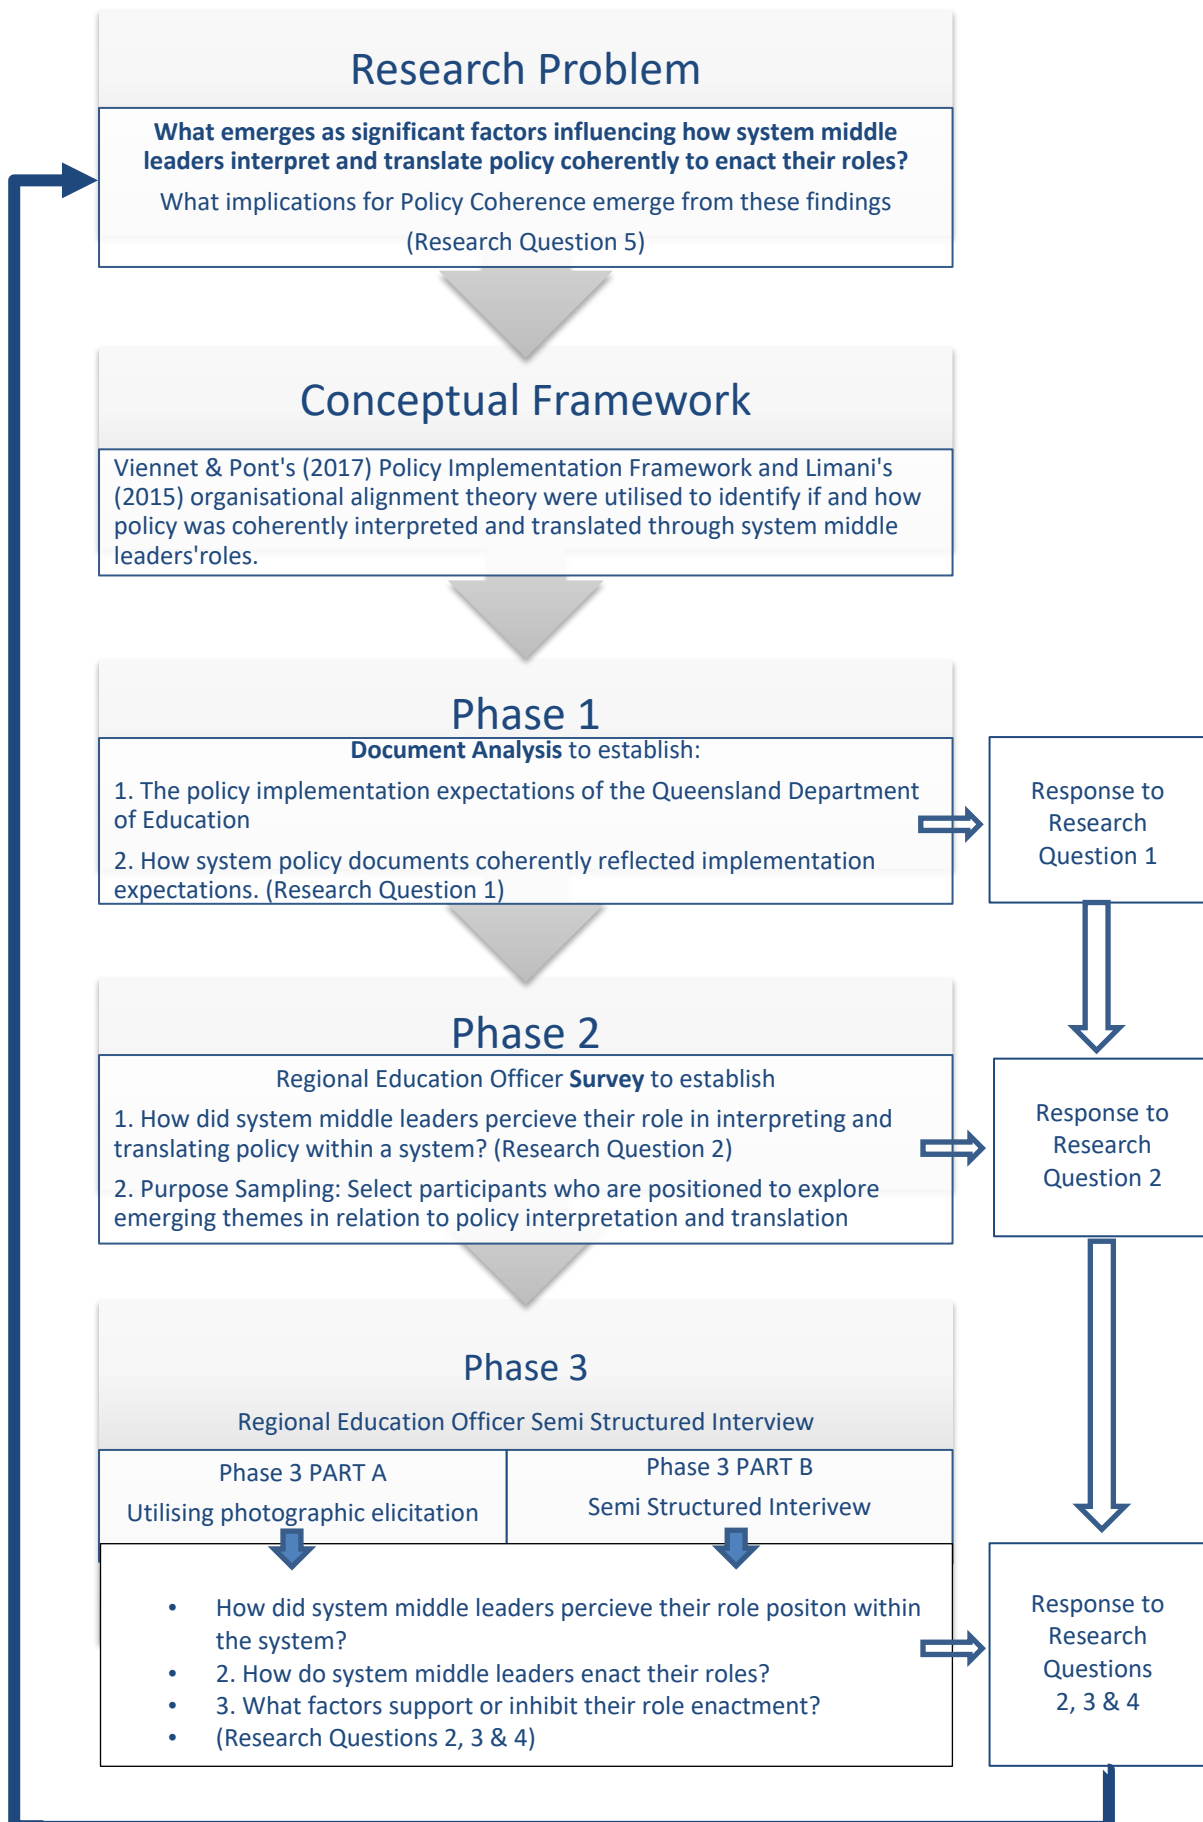 Research Problem
What emerges as significant factors influencing how system middle
leaders interpret and translate policy coherently to enact their roles?
What implications for Policy Coherence emerge from these findings
(Research Question 5)
Conceptual Framework
Viennet & Pont's (2017) Policy Implementation Framework and Limani's
(2015) organisational alignment theory were utilised to identify if and how
policy was coherently interpreted and translated through system middle
leaders'roles.
Phase 1
Document Analysis to establish:
1. The policy implementation expectations of the Queensland Department
of Education
2. How system policy documents coherently reflected implementation
expectations. (Research Question 1)
Response to
Research
Question 1
Phase 2
Regional Education Officer Survey to establish
1. How did system middle leaders percieve their role in interpreting and
translating policy within a system? (Research Question 2)
2. Purpose Sampling: Select participants who are positioned to explore
emerging themes in relation to policy interpretation and translation
Response to
Research
Question 2
Phase 3
Regional Education Officer Semi Structured Interview
Phase 3 PART A
Utilising photographic elicitation
Phase 3 PART B
Semi Structured Interivew
• How did system middle leaders percieve their role positon within
the system?
• 2. How do system middle leaders enact their roles?
• 3. What factors support or inhibit their role enactment?
• (Research Questions 2, 3 & 4)
Response to
Research
Questions
2, 3 & 4